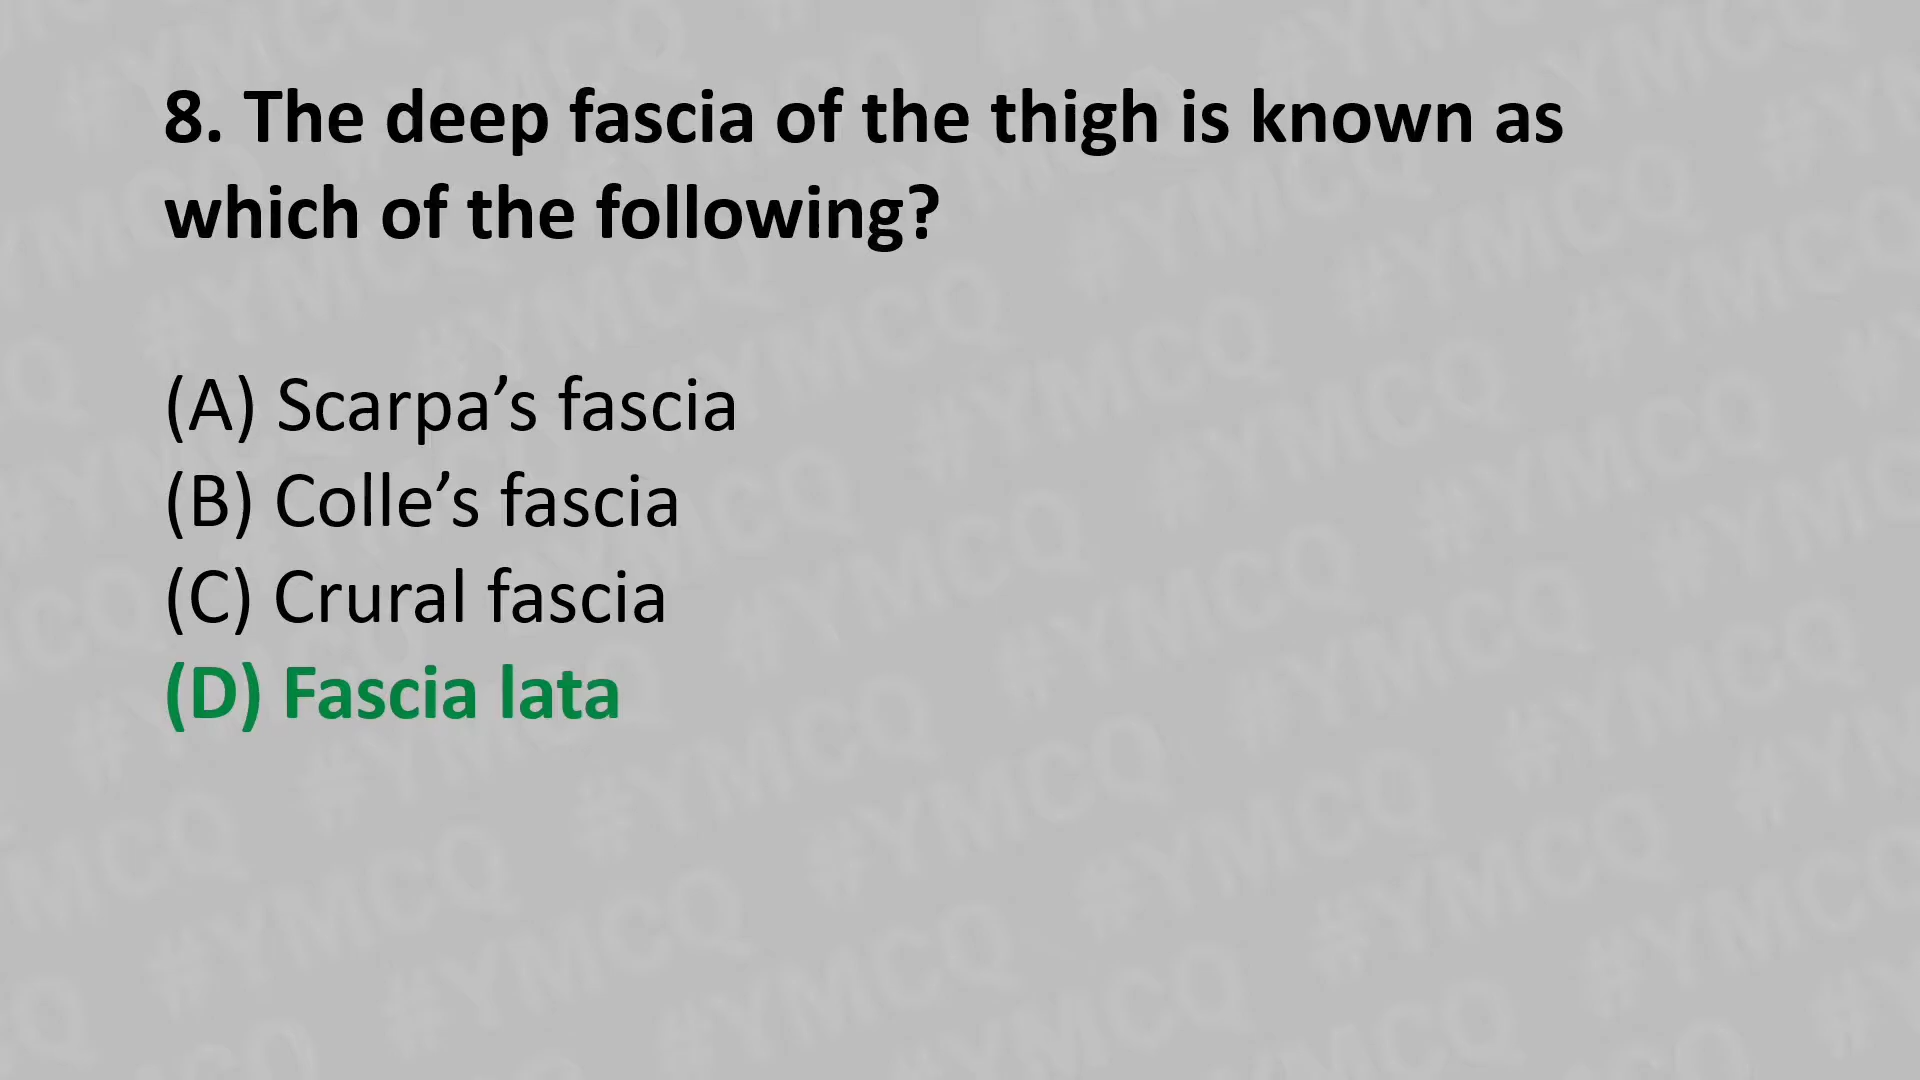 8. The deep fascia of the thigh is known as
which of the following?
(A) Scarpa’s fascia
(B) Colle’s fascia
(C) Crural fascia
(D) Fascia lata
#YMCQ